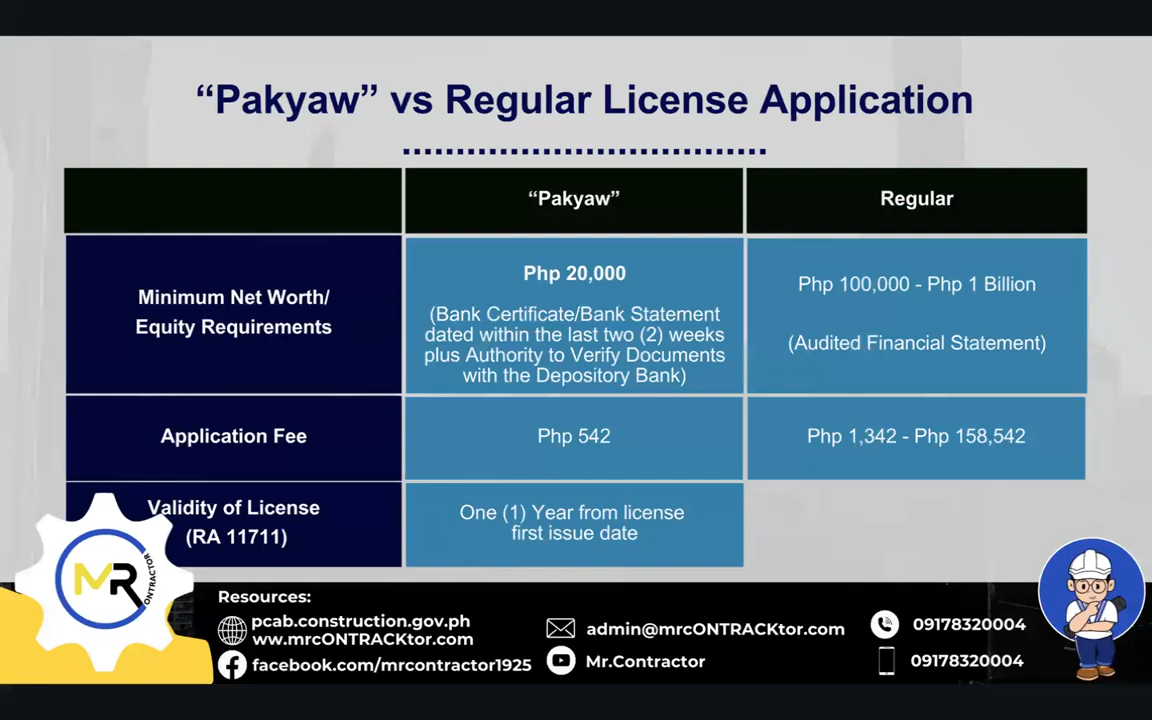 “Pakyaw” vs Regular License Application
“Pakyaw”
Regular
Minimum Net Worth/
Equity Requirements
Php 20,000
(Bank Certificate/Bank Statement
dated within the last two (2) weeks
plus Authority to Verify Documents
with the Depository Bank)
Php 100,000 - Php 1 Billion
(Audited Financial Statement)
Application Fee
Php 542
Php 1,342 - Php 158,542
Validity of License
(RA 11711)
One (1) Year from license
first issue date
MR
ONTRACTOR
Resources:
pcab.construction.gov.ph
ww.mrcONTRACKtor.com
facebook.com/mrcontractor1925
admin@mrcONTRACKtor.com
Mr.Contractor
09178320004
09178320004